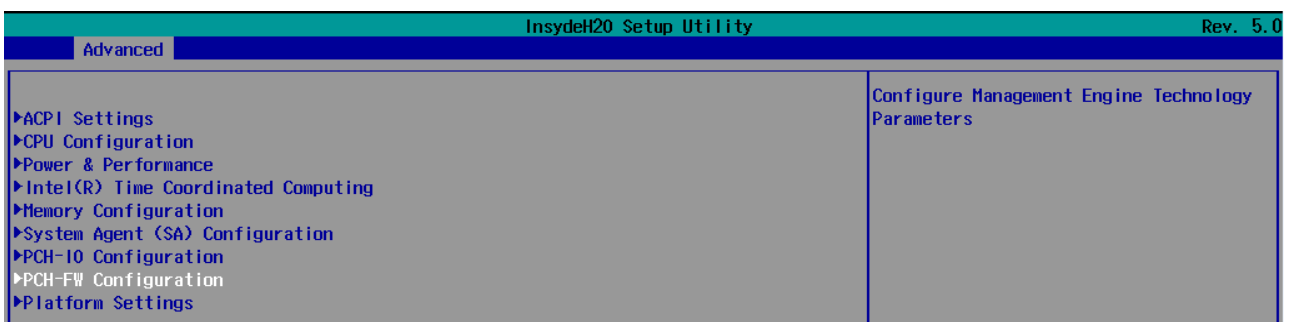 InsydeH20 Setup Utility Rev. 5.0
Advanced
Configure Management Engine Technology
Parameters
▶ACPI Settings
▶CPU Configuration
▶Power & Performance
▶Intel(R) Time Coordinated Computing
▶Memory Configuration
▶System Agent (SA) Configuration
▶PCH-IO Configuration
▶PCH-FW Configuration
▶Platform Settings